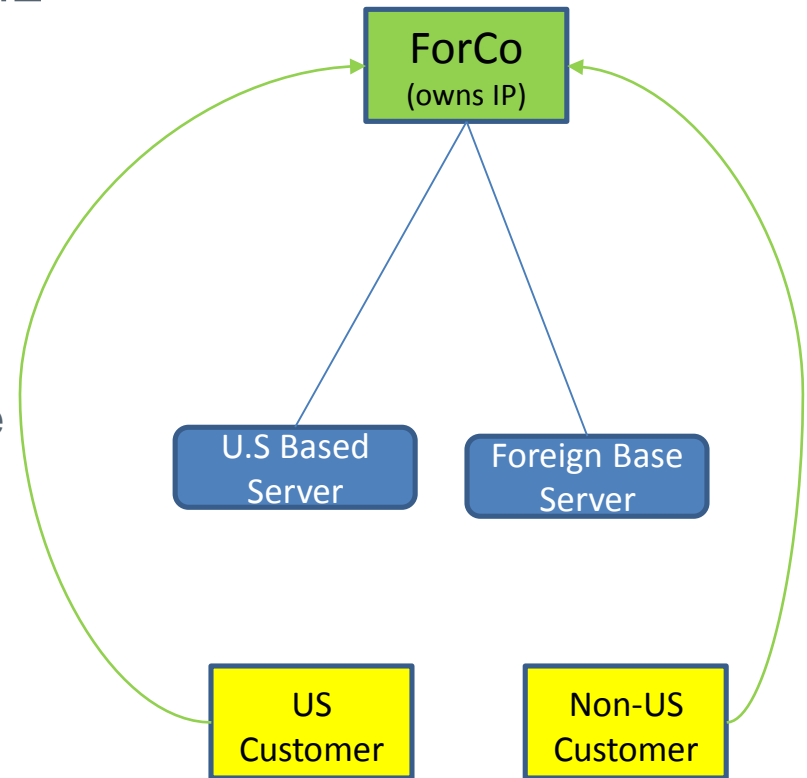 ForCo
(owns IP)
e
U.S Based
Server
Foreign Base
Server
US
Customer
Non-US
Customer